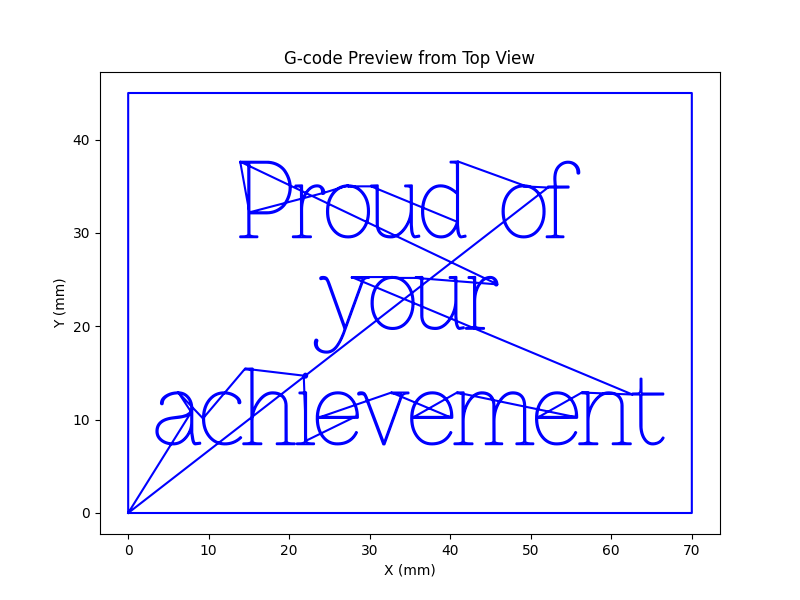 G-code Preview from Top View
Y (mm)
40
30
20
10
0
Proud of
your
achievement
0 10 20 30 40 50 60 70
X (mm)